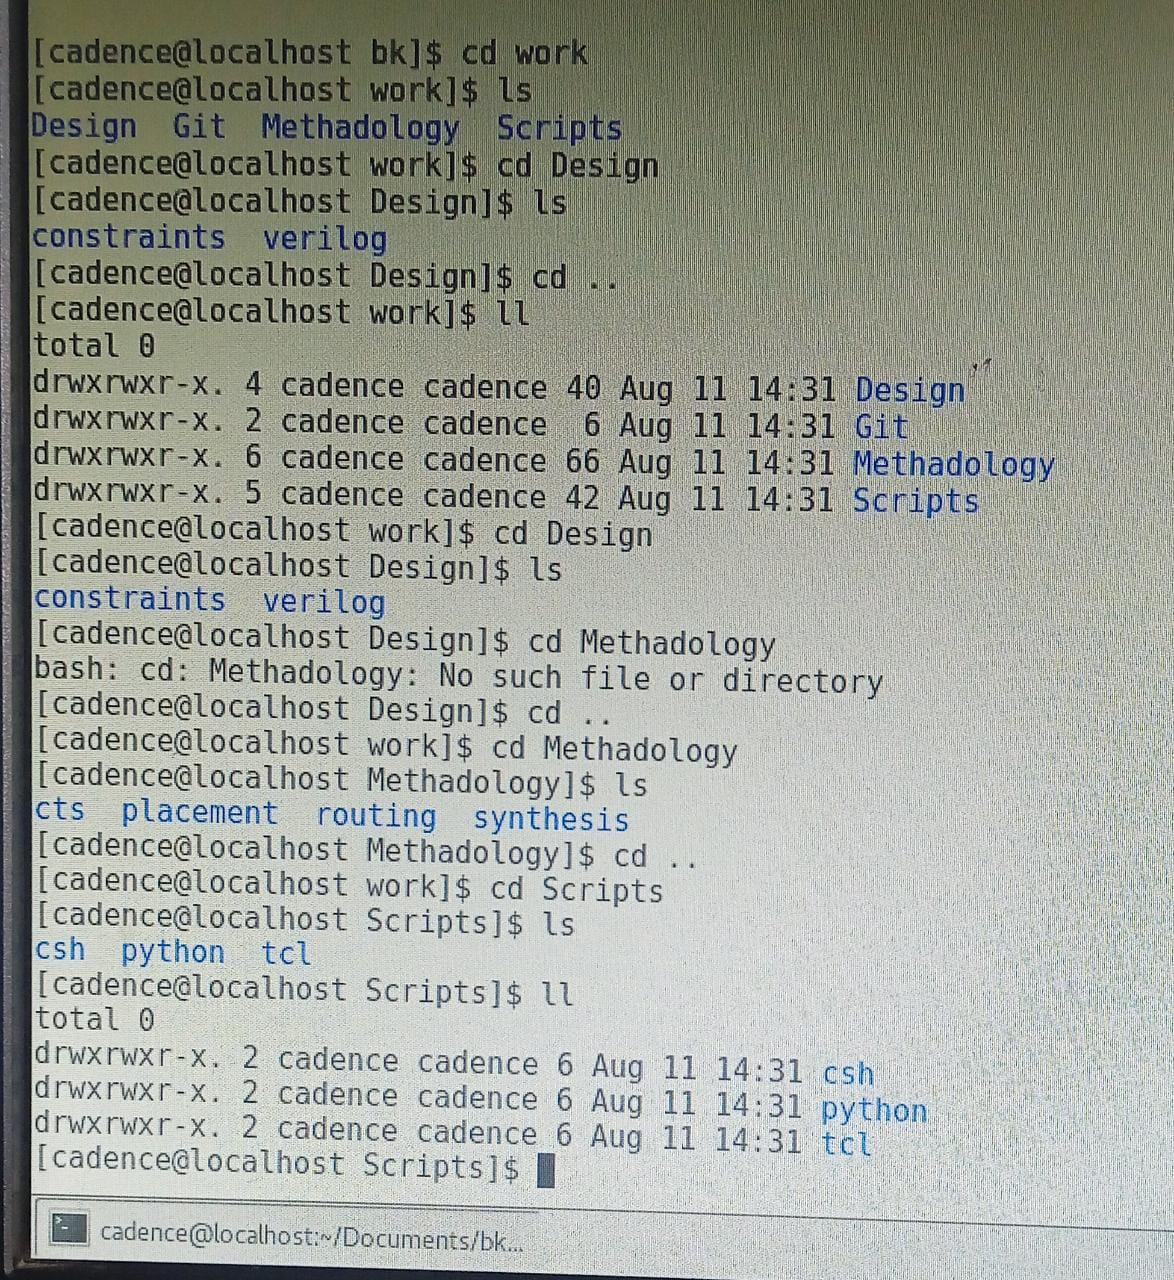 [cadence@localhost bk]$ cd work
[cadence@localhost work]$ ls
Design  Git  Methadology  Scripts
[cadence@localhost work]$ cd Design
[cadence@localhost Design]$ ls
constraints  verilog
[cadence@localhost Design]$ cd ..
[cadence@localhost work]$ ll
total 0
drwxrwxr-x. 4 cadence cadence 40 Aug 11 14:31 Design
drwxrwxr-x. 2 cadence cadence  6 Aug 11 14:31 Git
drwxrwxr-x. 6 cadence cadence 66 Aug 11 14:31 Methadology
drwxrwxr-x. 5 cadence cadence 42 Aug 11 14:31 Scripts
[cadence@localhost work]$ cd Design
[cadence@localhost Design]$ ls
constraints  verilog
[cadence@localhost Design]$ cd Methadology
bash: cd: Methadology: No such file or directory
[cadence@localhost Design]$ cd ..
[cadence@localhost work]$ cd Methadology
[cadence@localhost Methadology]$ ls
cts  placement  routing  synthesis
[cadence@localhost Methadology]$ cd ..
[cadence@localhost work]$ cd Scripts
[cadence@localhost Scripts]$ ls
csh  python  tcl
[cadence@localhost Scripts]$ ll
total 0
drwxrwxr-x. 2 cadence cadence 6 Aug 11 14:31 csh
drwxrwxr-x. 2 cadence cadence 6 Aug 11 14:31 python
drwxrwxr-x. 2 cadence cadence 6 Aug 11 14:31 tcl
[cadence@localhost Scripts]$
cadence@localhost:~/Documents/bk...